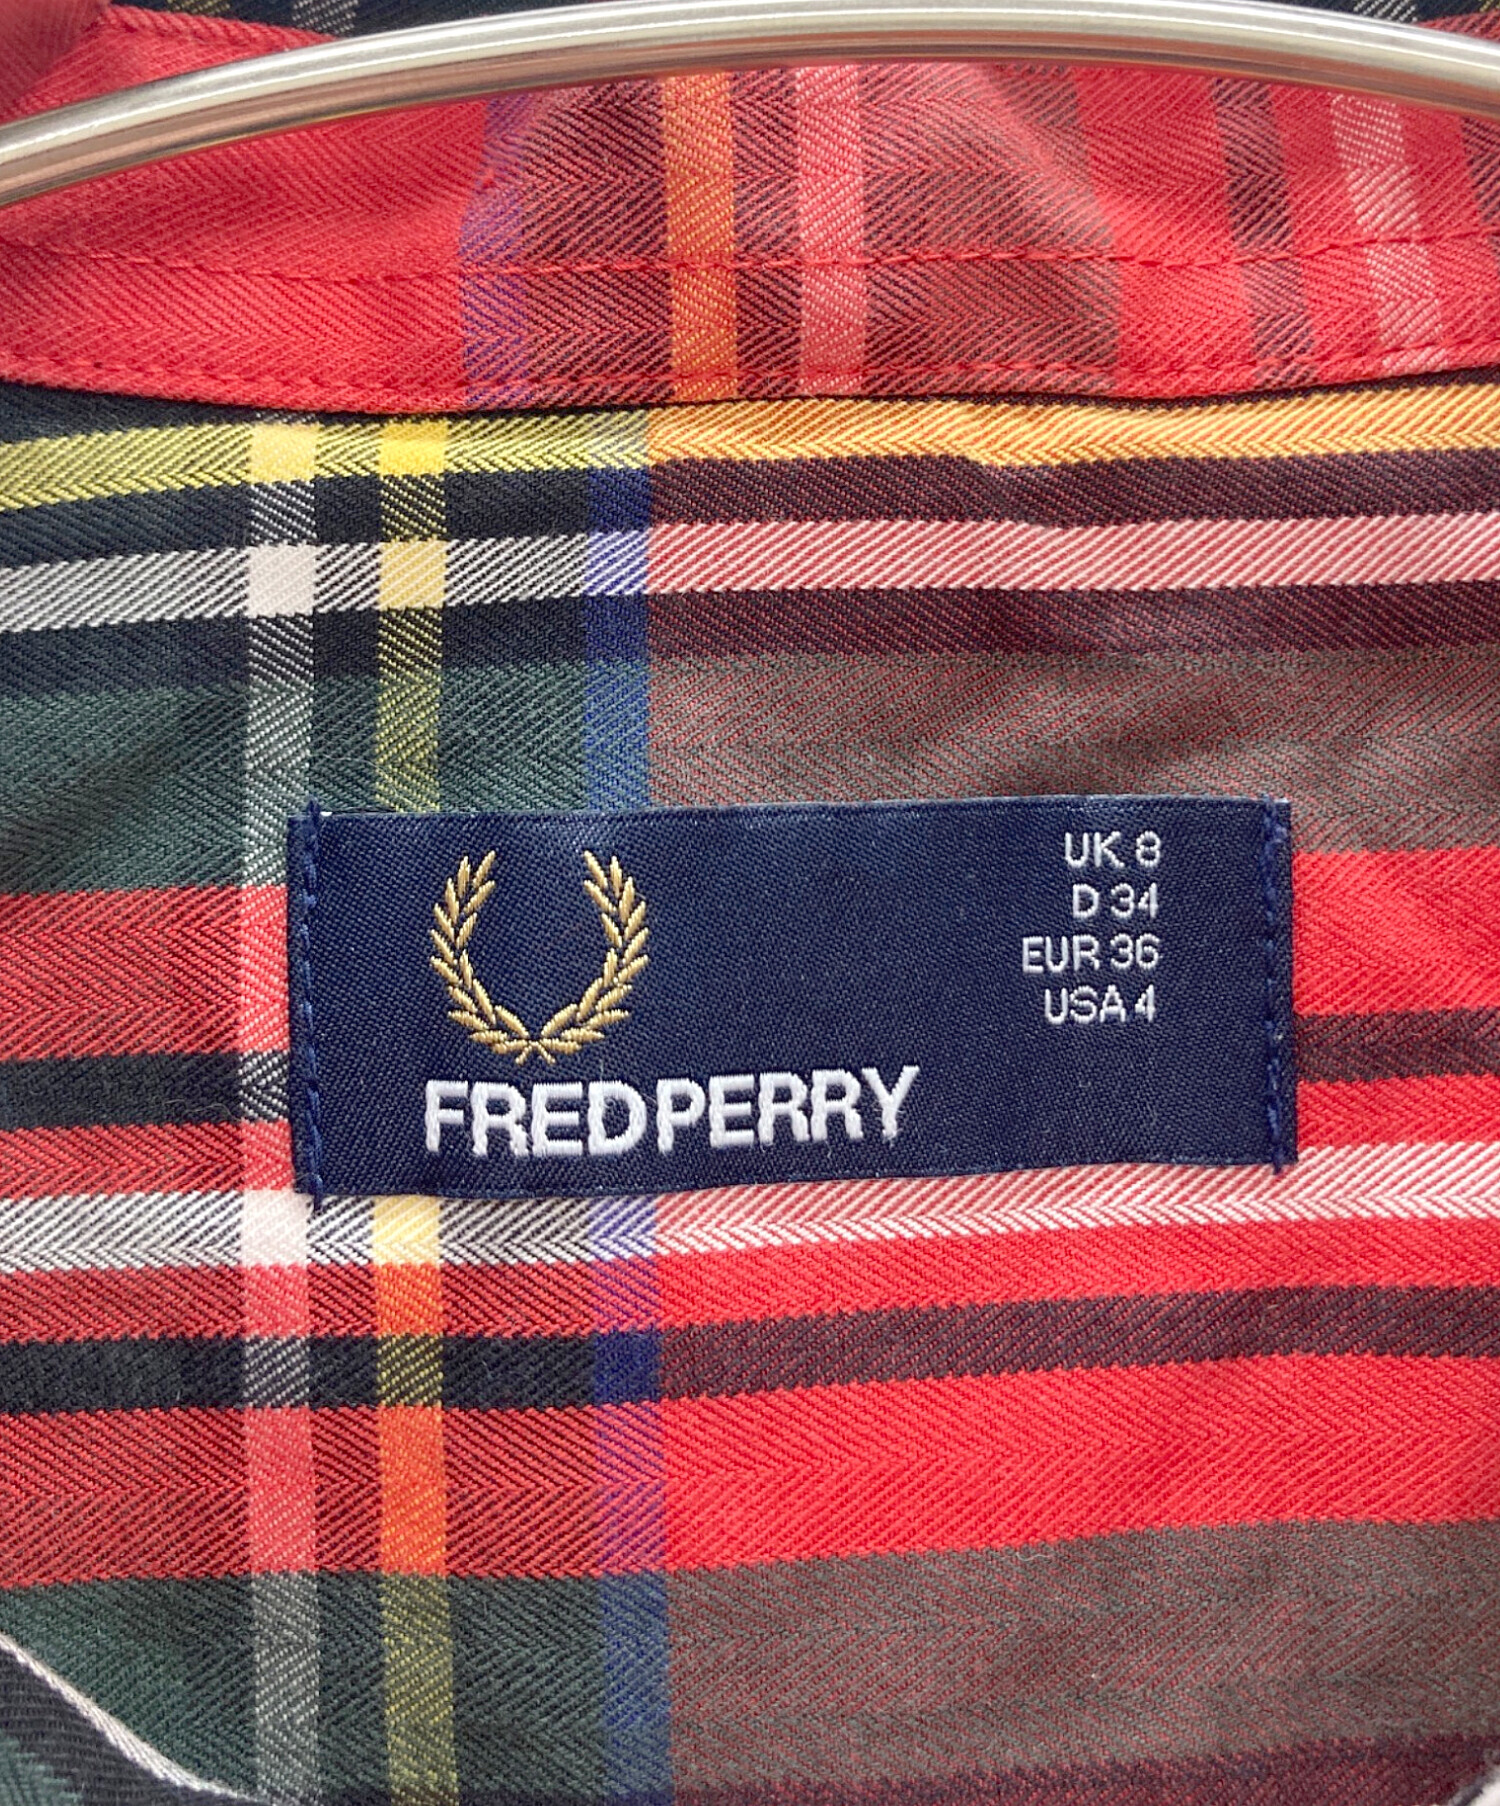 UK 8
D 34
EUR 36
USA 4
FRED PERRY